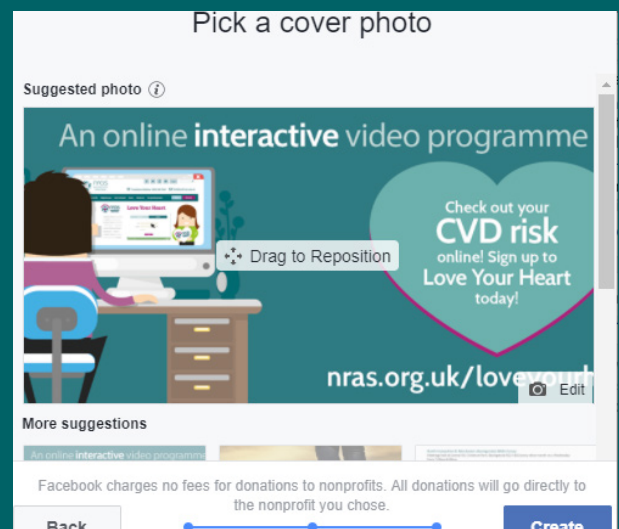 Pick a cover photo
Suggested photo
An online interactive video programme
Love Your Heart
Check out your
CVD risk
online! Sign up to
Love Your Heart
today!
Drag to Reposition
nras.org.uk/loveyourh
Edit
More suggestions
An online interactive video programme
Facebook charges no fees for donations to nonprofits. All donations will go directly to
the nonprofit you chose.
Back
Create